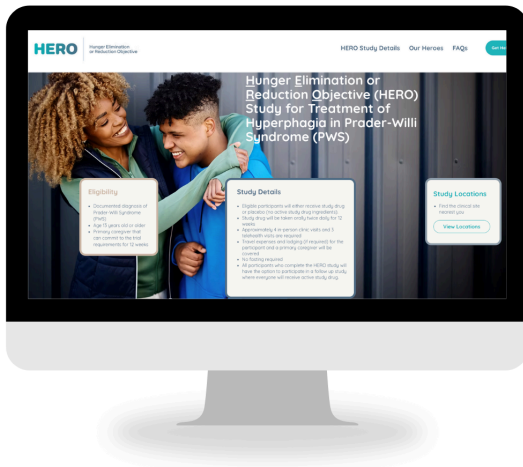 HERO
Hunger Elimination
or Reduction Objective
HERO Study Details Our Heroes FAQs
Hunger Elimination or
Reduction Objective (HERO)
Study for Treatment of
Hyperphagia in Prader-Willi
Syndrome (PWS)
Eligibility
Documented diagnosis of
Prader-Willi Syndrome
(PWS)
Age 13 years old or older
Primary caregiver that
can commit to the trial
requirements for 12 weeks
Study Details
Eligible participants will either receive study drug
or placebo (no active study drug ingredients)
Study drug will be taken orally twice daily for 12
weeks
Approximately 4 in-person clinic visits and 3
telehealth visits are required
Travel expenses and lodging (if required) for the
participant and a primary caregiver will be
covered
No fasting required
All participants who complete the HERO study will
have the option to participate in a follow up study
where everyone will receive active study drug
Study Locations
Find the clinical site
nearest you
View Locations